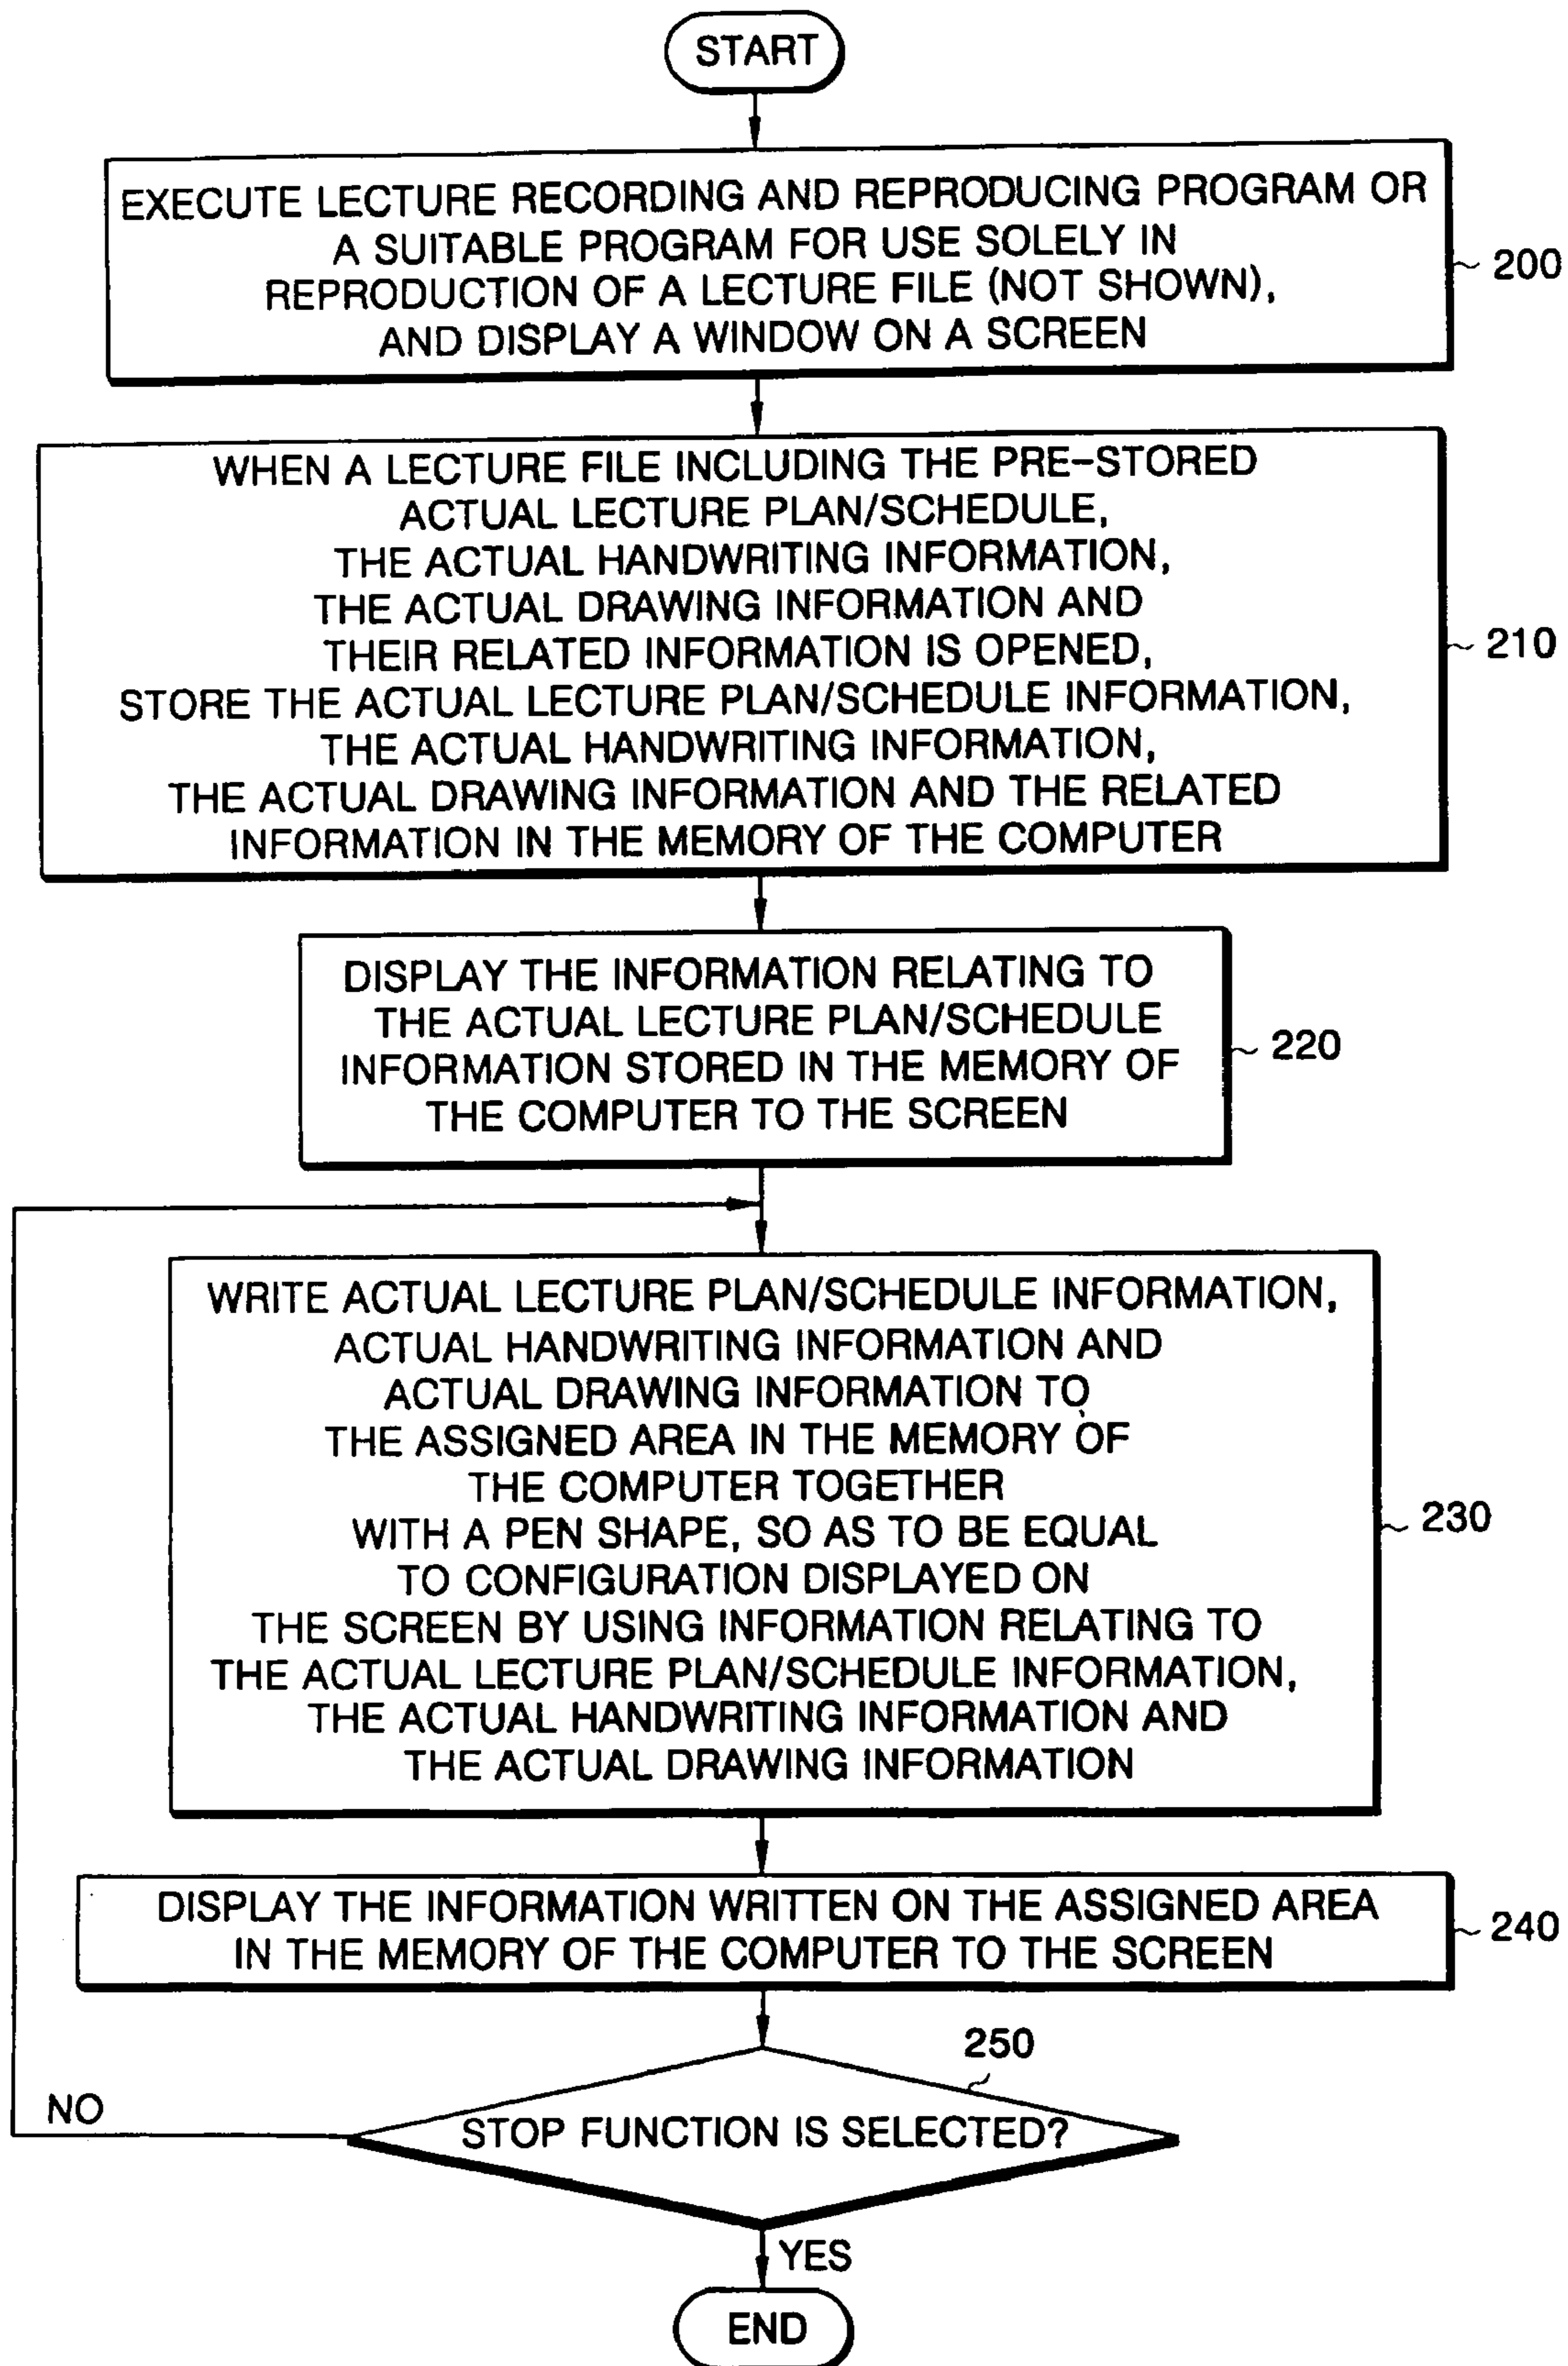 START
EXECUTE LECTURE RECORDING AND REPRODUCING PROGRAM OR
A SUITABLE PROGRAM FOR USE SOLELY IN
REPRODUCTION OF A LECTURE FILE (NOT SHOWN),
AND DISPLAY A WINDOW ON A SCREEN
200
WHEN A LECTURE FILE INCLUDING THE PRE-STORED
ACTUAL LECTURE PLAN/SCHEDULE,
THE ACTUAL HANDWRITING INFORMATION,
THE ACTUAL DRAWING INFORMATION AND
THEIR RELATED INFORMATION IS OPENED,
STORE THE ACTUAL LECTURE PLAN/SCHEDULE INFORMATION,
THE ACTUAL HANDWRITING INFORMATION,
THE ACTUAL DRAWING INFORMATION AND THE RELATED
INFORMATION IN THE MEMORY OF THE COMPUTER
210
DISPLAY THE INFORMATION RELATING TO
THE ACTUAL LECTURE PLAN/SCHEDULE
INFORMATION STORED IN THE MEMORY OF
THE COMPUTER TO THE SCREEN
220
WRITE ACTUAL LECTURE PLAN/SCHEDULE INFORMATION,
ACTUAL HANDWRITING INFORMATION AND
ACTUAL DRAWING INFORMATION TO
THE ASSIGNED AREA IN THE MEMORY OF
THE COMPUTER TOGETHER
WITH A PEN SHAPE, SO AS TO BE EQUAL
TO CONFIGURATION DISPLAYED ON
THE SCREEN BY USING INFORMATION RELATING TO
THE ACTUAL LECTURE PLAN/SCHEDULE INFORMATION,
THE ACTUAL HANDWRITING INFORMATION AND
THE ACTUAL DRAWING INFORMATION
230
DISPLAY THE INFORMATION WRITTEN ON THE ASSIGNED AREA
IN THE MEMORY OF THE COMPUTER TO THE SCREEN
240
250
STOP FUNCTION IS SELECTED?
NO
YES
END